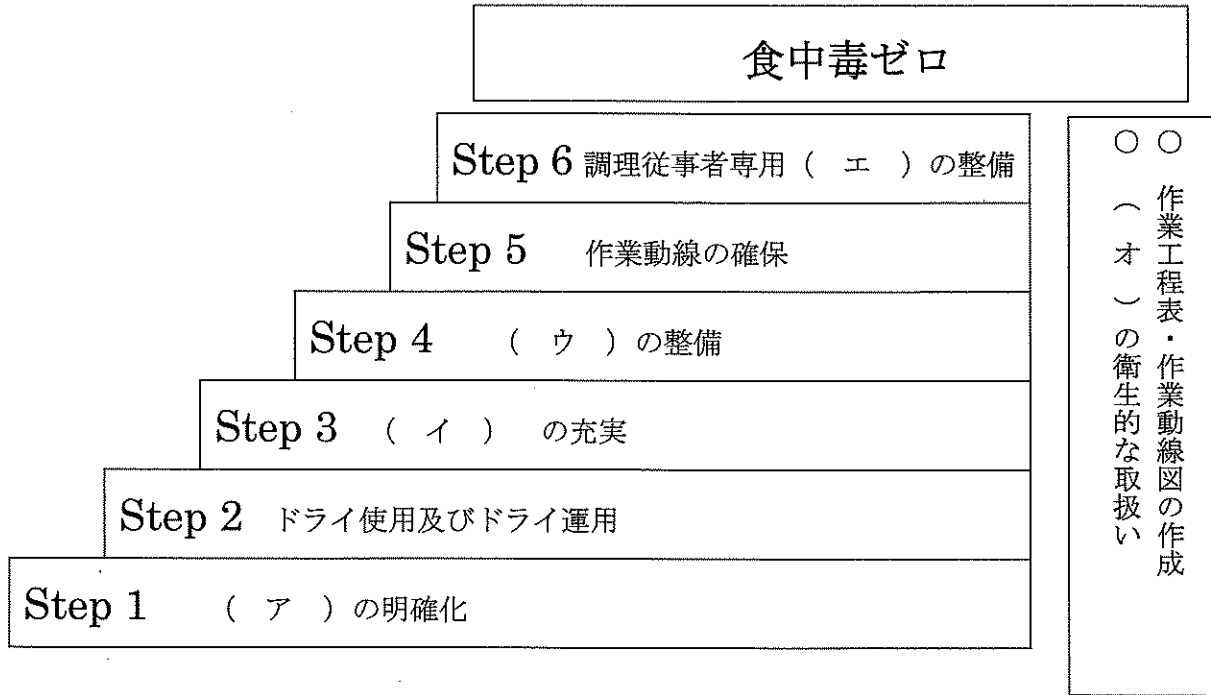 食中毒ゼロ
Step 6 調理従事者専用（　エ　）の整備
Step 5　作業動線の確保
Step 4　（　ウ　）の整備
Step 3　（　イ　）　の充実
Step 2　ドライ使用及びドライ運用
Step 1　（　ア　）の明確化
○　作業工程表・作業動線図の作成
○　（　オ　）の衛生的な取扱い